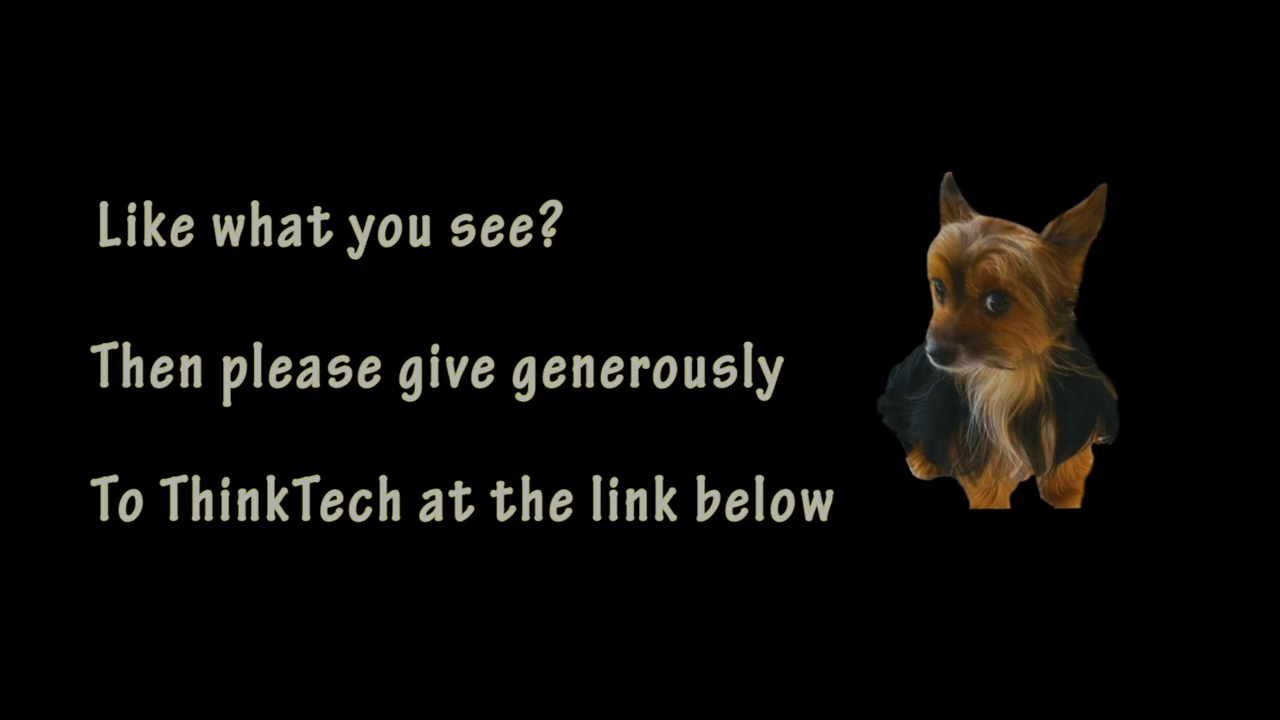 Like what you see?
Then please give generously
To ThinkTech at the link below